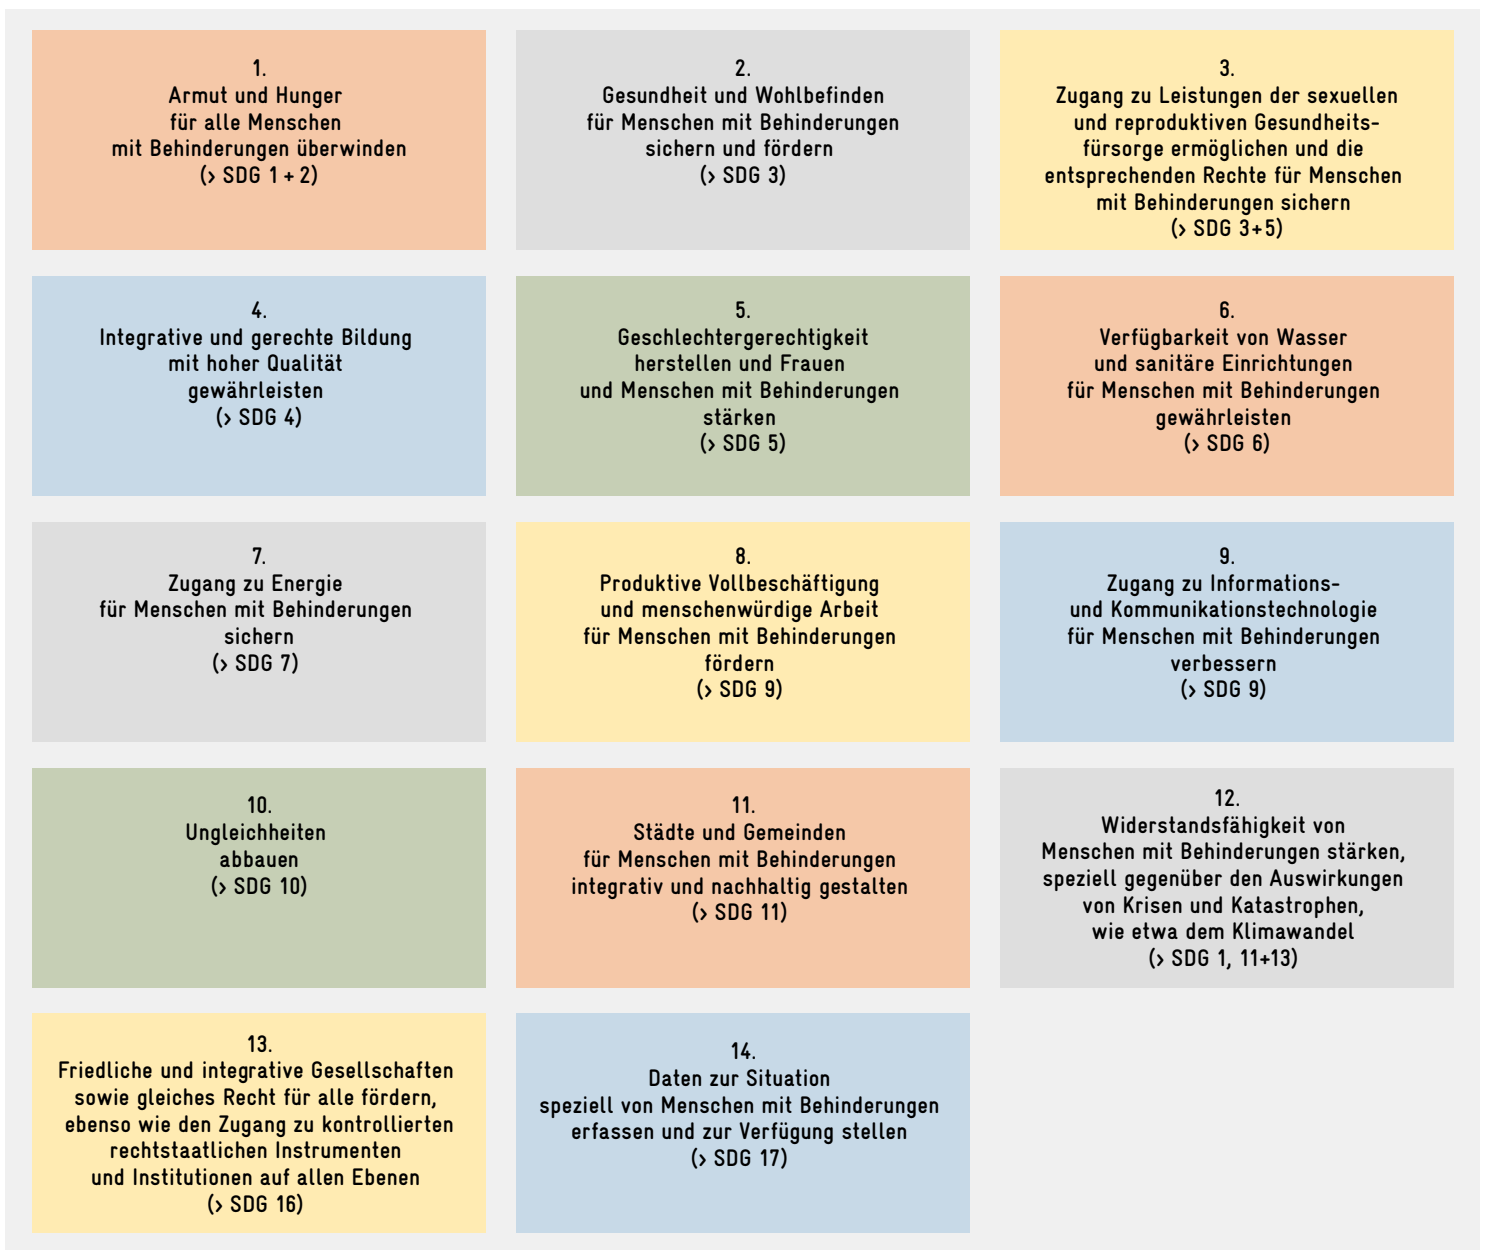 1.
Armut und Hunger
für alle Menschen
mit Behinderungen überwinden
(› SDG 1 + 2)
2.
Gesundheit und Wohlbefinden
für Menschen mit Behinderungen
sichern und fördern
(› SDG 3)
3.
Zugang zu Leistungen der sexuellen
und reproduktiven Gesundheits-
fürsorge ermöglichen und die
entsprechenden Rechte für Menschen
mit Behinderungen sichern
(› SDG 3+5)
4.
Integrative und gerechte Bildung
mit hoher Qualität
gewährleisten
(› SDG 4)
5.
Geschlechtergerechtigkeit
herstellen und Frauen
und Menschen mit Behinderungen
stärken
(› SDG 5)
6.
Verfügbarkeit von Wasser
und sanitäre Einrichtungen
für Menschen mit Behinderungen
gewährleisten
(› SDG 6)
7.
Zugang zu Energie
für Menschen mit Behinderungen
sichern
(› SDG 7)
8.
Produktive Vollbeschäftigung
und menschenwürdige Arbeit
für Menschen mit Behinderungen
fördern
(› SDG 9)
9.
Zugang zu Informations-
und Kommunikationstechnologie
für Menschen mit Behinderungen
verbessern
(› SDG 9)
10.
Ungleichheiten
abbauen
(› SDG 10)
11.
Städte und Gemeinden
für Menschen mit Behinderungen
integrativ und nachhaltig gestalten
(› SDG 11)
12.
Widerstandsfähigkeit von
Menschen mit Behinderungen stärken,
speziell gegenüber den Auswirkungen
von Krisen und Katastrophen,
wie etwa dem Klimawandel
(› SDG 1, 11+13)
13.
Friedliche und integrative Gesellschaften
sowie gleiches Recht für alle fördern,
ebenso wie den Zugang zu kontrollierten
rechtstaatlichen Instrumenten
und Institutionen auf allen Ebenen
(› SDG 16)
14.
Daten zur Situation
speziell von Menschen mit Behinderungen
erfassen und zur Verfügung stellen
(› SDG 17)